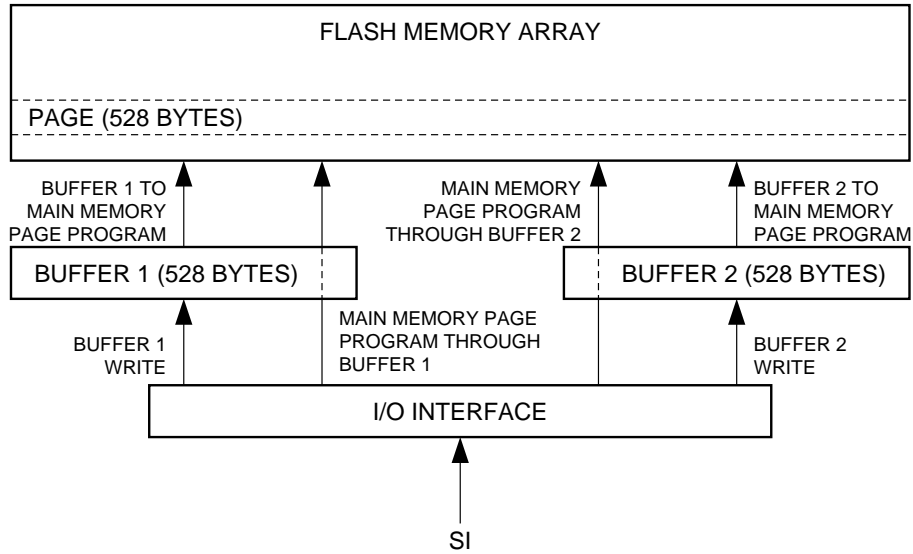 FLASH MEMORY ARRAY
PAGE (528 BYTES)
BUFFER 1 TO
MAIN MEMORY
PAGE PROGRAM
MAIN MEMORY
PAGE PROGRAM
THROUGH BUFFER 2
BUFFER 2 TO
MAIN MEMORY
PAGE PROGRAM
BUFFER 1 (528 BYTES)
BUFFER 2 (528 BYTES)
BUFFER 1
WRITE
MAIN MEMORY PAGE
PROGRAM THROUGH
BUFFER 1
BUFFER 2
WRITE
I/O INTERFACE
SI